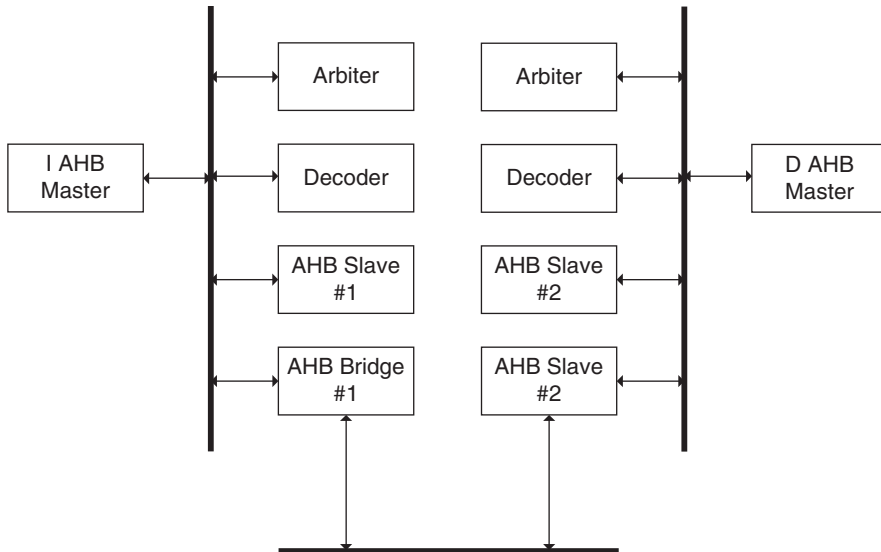 Arbiter
Arbiter
I AHB
Master
Decoder
Decoder
D AHB
Master
AHB Slave
#1
AHB Slave
#2
AHB Bridge
#1
AHB Slave
#2